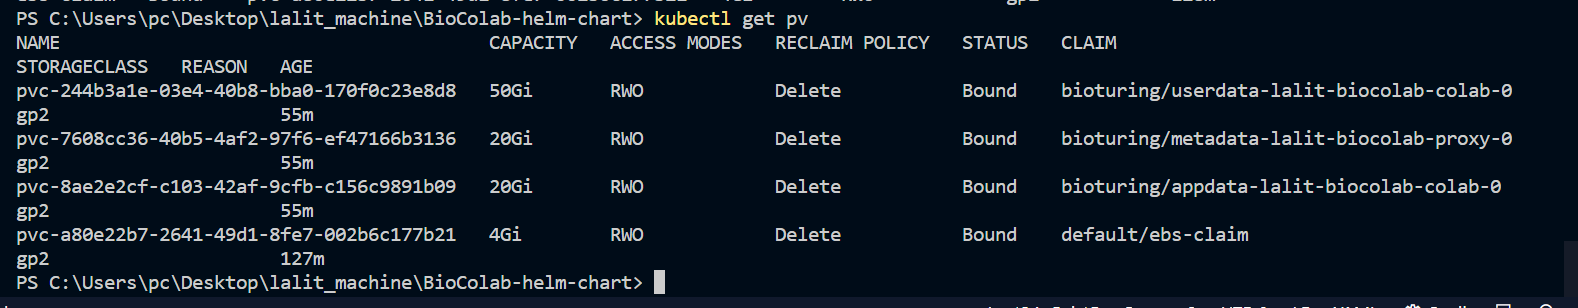 PS C:\Users\pc\Desktop\lalit_machine\BioColab-helm-chart> kubectl get pv
NAME CAPACITY ACCESS MODES RECLAIM POLICY STATUS CLAIM
STORAGECLASS REASON AGE
pvc-244b3a1e-03e4-40b8-bba0-170f0c23e8d8 50Gi RWO Delete Bound bioturing/userdata-lalit-biocolab-colab-0
gp2 55m
pvc-7608cc36-40b5-4af2-97f6-ef47166b3136 20Gi RWO Delete Bound bioturing/metadata-lalit-biocolab-proxy-0
gp2 55m
pvc-8ae2e2cf-c103-42af-9cfb-c156c9891b09 20Gi RWO Delete Bound bioturing/appdata-lalit-biocolab-colab-0
gp2 55m
pvc-a80e22b7-2641-49d1-8fe7-002b6c177b21 4Gi RWO Delete Bound default/ebs-claim
gp2 127m
PS C:\Users\pc\Desktop\lalit_machine\BioColab-helm-chart>